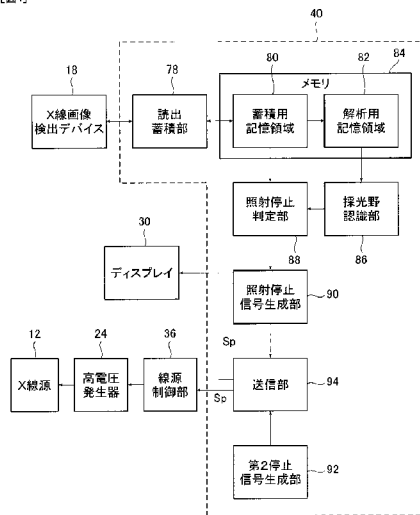 40
18
78
80
82
84
メモリ
X線画像
検出デバイス
読出
蓄積部
蓄積用
記憶領域
解析用
記憶領域
照射停止
判定部
採光野
認識部
88
86
30
ディスプレイ
照射停止
信号生成部
90
Sp
12
24
36
X線源
高電圧
発生器
線源
制御部
Sp
送信部
94
第2停止
信号生成部
92